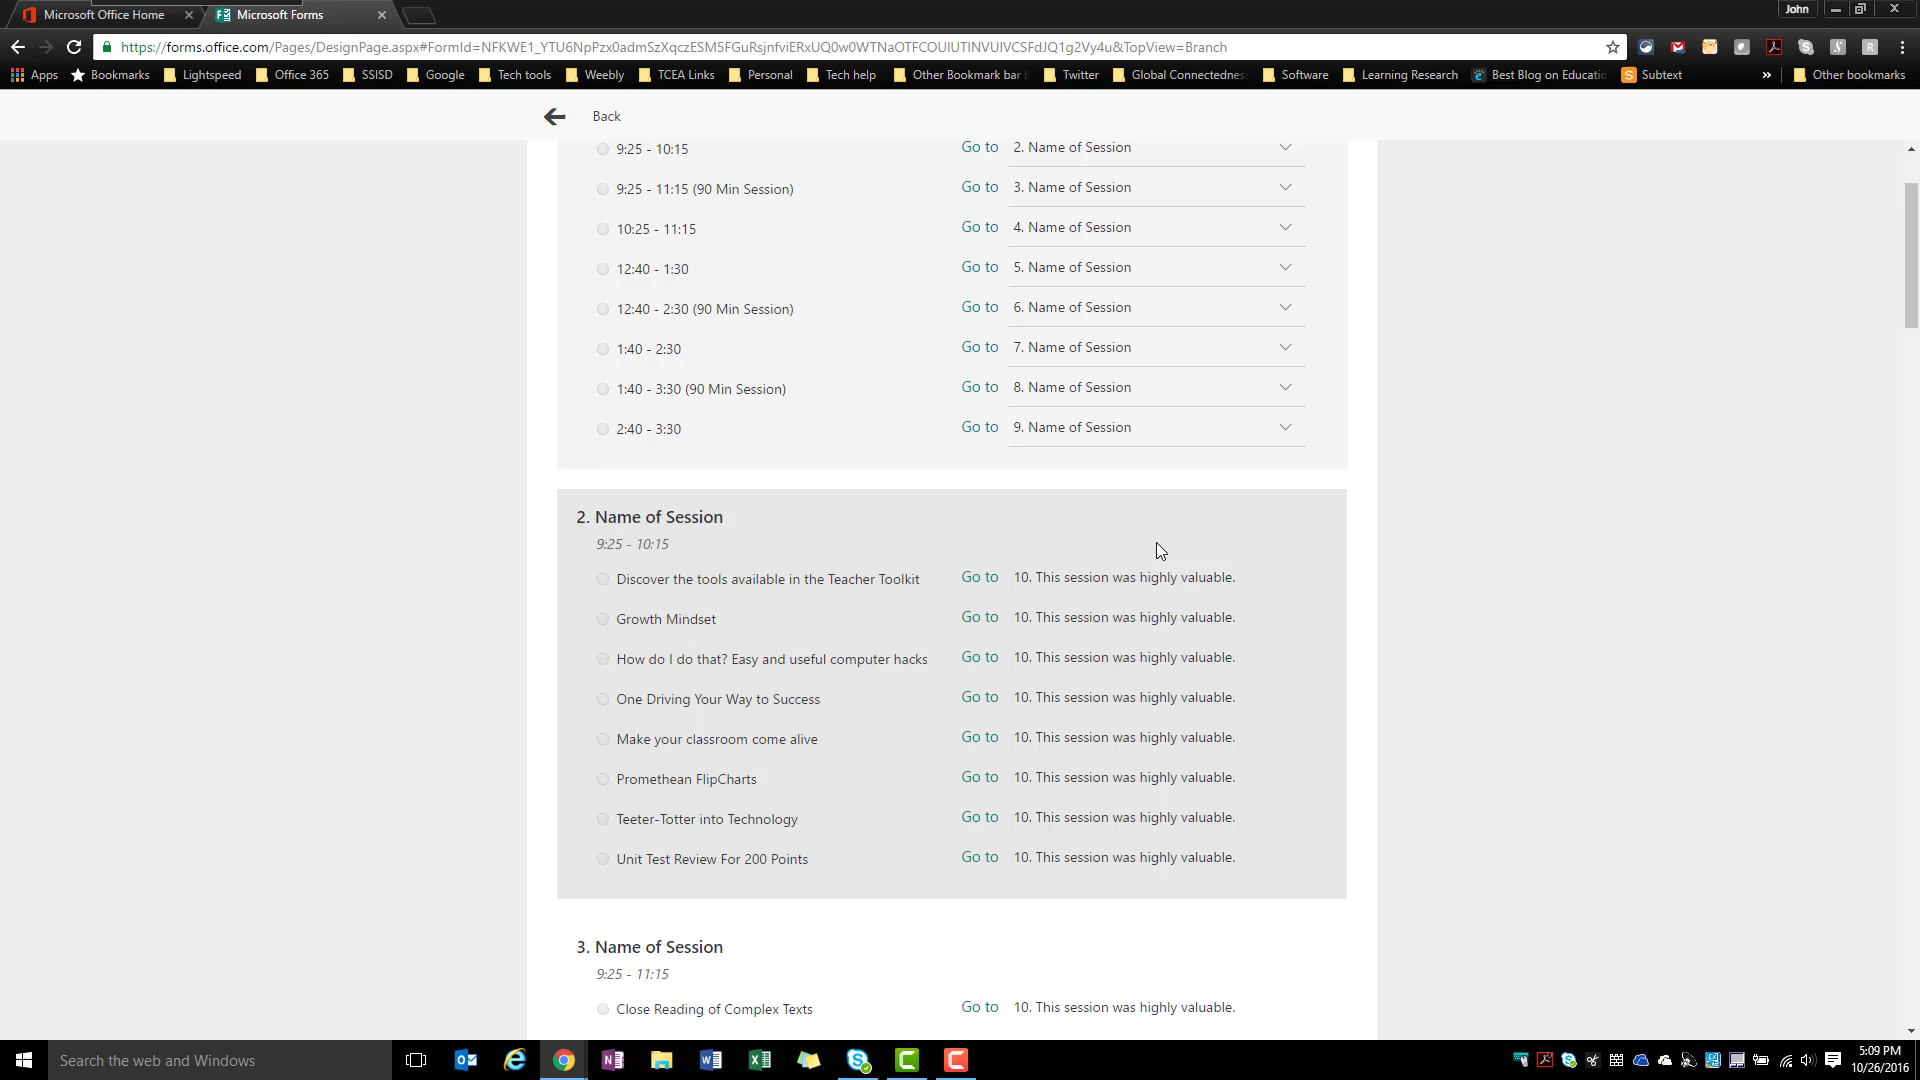 Microsoft Office Home
Microsoft Forms
John
https://forms.office.com/Pages/DesignPage.aspx#FormId=NFKWE1_YTU6NpPzx0admSzXqczESM5FGuRsjnfviERxUQ0w0WTNaOTFCOUlUTlNVUlVCSFdJQ1g2Vy4u&TopView=Branch
Apps Bookmarks Lightspeed Office 365 SSISD Google Tech tools Weebly TCEA Links Personal Tech help Other Bookmark bar Twitter Global Connectednes Software Learning Research Best Blog on Educatio Subtext » Other bookmarks
Back
9:25 - 10:15 Go to 2. Name of Session
9:25 - 11:15 (90 Min Session) Go to 3. Name of Session
10:25 - 11:15 Go to 4. Name of Session
12:40 - 1:30 Go to 5. Name of Session
12:40 - 2:30 (90 Min Session) Go to 6. Name of Session
1:40 - 2:30 Go to 7. Name of Session
1:40 - 3:30 (90 Min Session) Go to 8. Name of Session
2:40 - 3:30 Go to 9. Name of Session
2. Name of Session
9:25 - 10:15
Discover the tools available in the Teacher Toolkit Go to 10. This session was highly valuable.
Growth Mindset Go to 10. This session was highly valuable.
How do I do that? Easy and useful computer hacks Go to 10. This session was highly valuable.
One Driving Your Way to Success Go to 10. This session was highly valuable.
Make your classroom come alive Go to 10. This session was highly valuable.
Promethean FlipCharts Go to 10. This session was highly valuable.
Teeter-Totter into Technology Go to 10. This session was highly valuable.
Unit Test Review For 200 Points Go to 10. This session was highly valuable.
3. Name of Session
9:25 - 11:15
Close Reading of Complex Texts Go to 10. This session was highly valuable.
Search the web and Windows
5:09 PM
10/26/2016